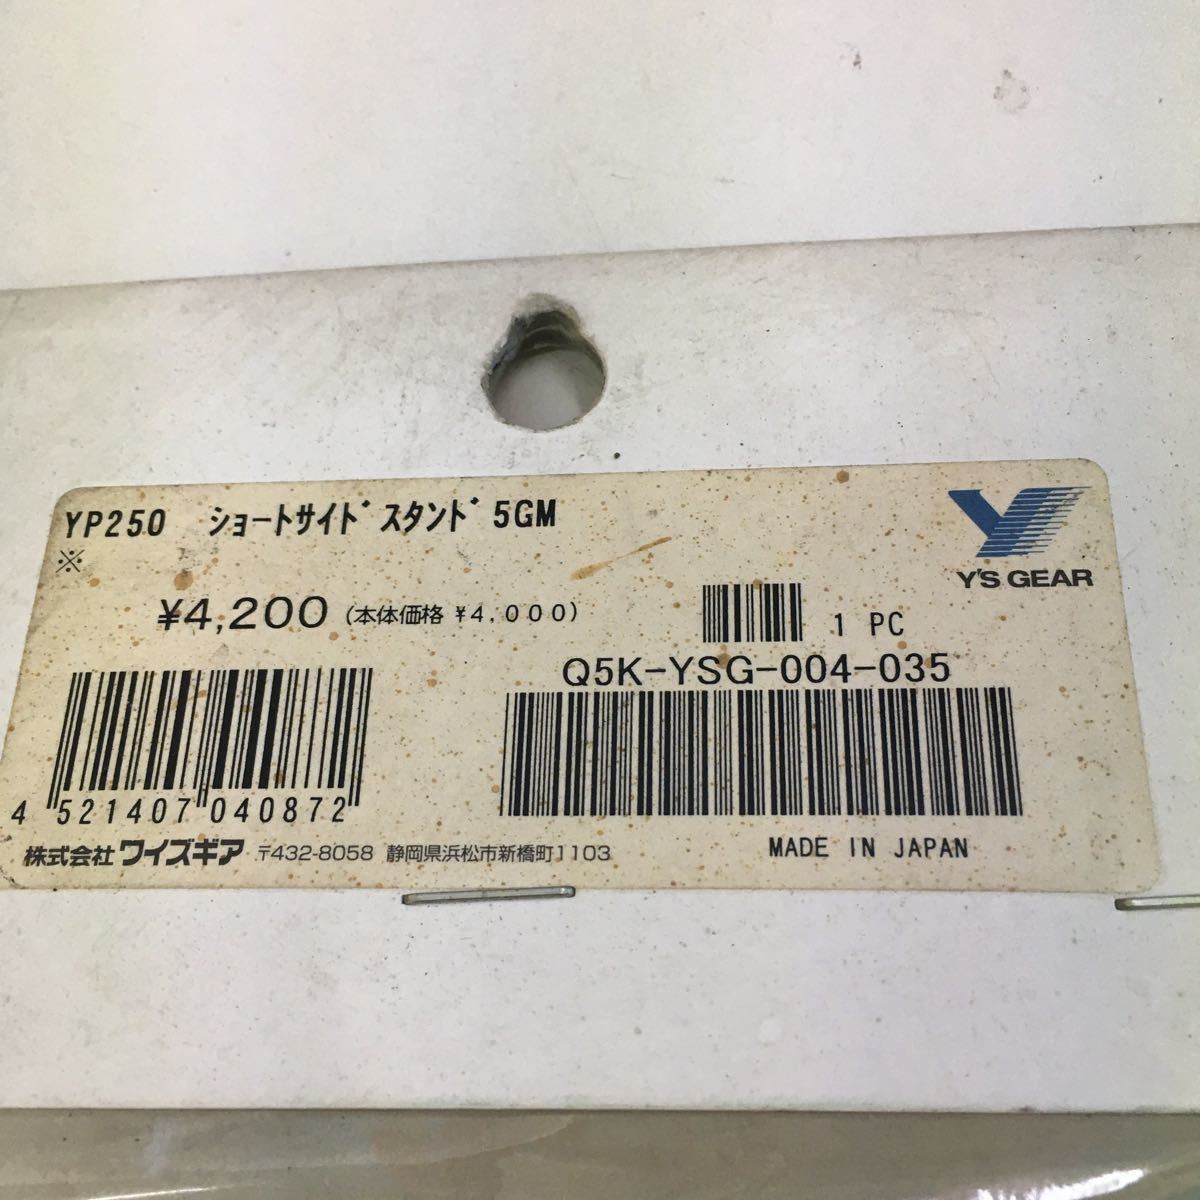 YP250 ショートサイドスタンド 5GM
※
Y'S GEAR
¥4,200 (本体価格 ¥4,000)
1 PC
Q5K-YSG-004-035
4 521407 040872
株式会社ワイズギア 〒432-8058 静岡県浜松市新橋町1103
MADE IN JAPAN